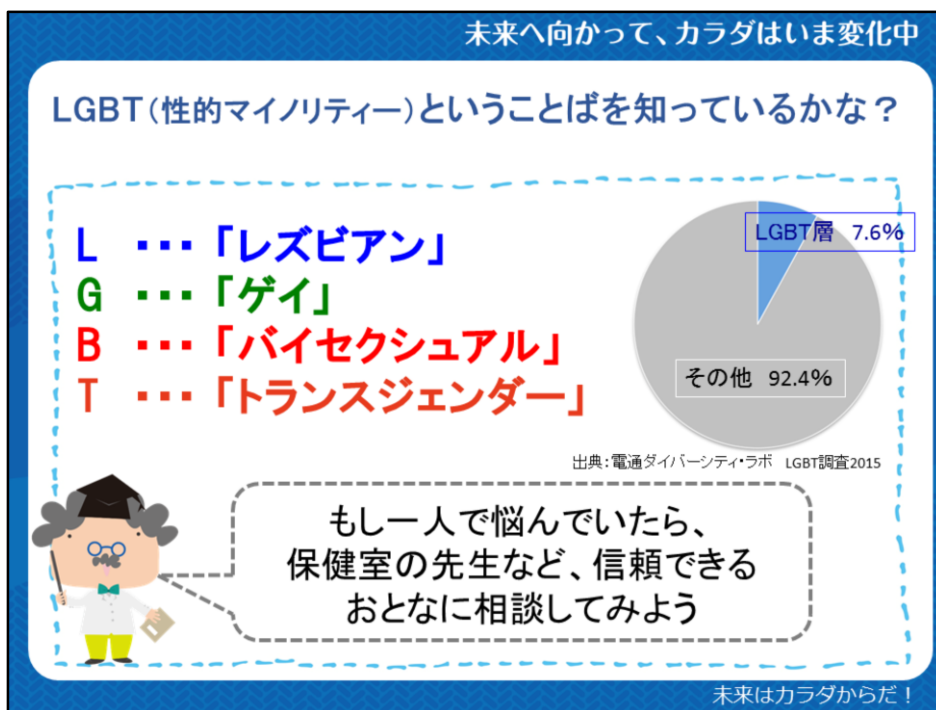 未来へ向かって、カラダはいま変化中
LGBT（性的マイノリティー）ということばを知っているかな？
L ・・・「レズビアン」
G ・・・「ゲイ」
B ・・・「バイセクシュアル」
T ・・・「トランスジェンダー」
LGBT層 7.6%
その他 92.4%
出典：電通ダイバーシティ・ラボ LGBT調査2015
もし一人で悩んでいたら、
保健室の先生など、信頼できる
おとなに相談してみよう
未来はカラダからだ！